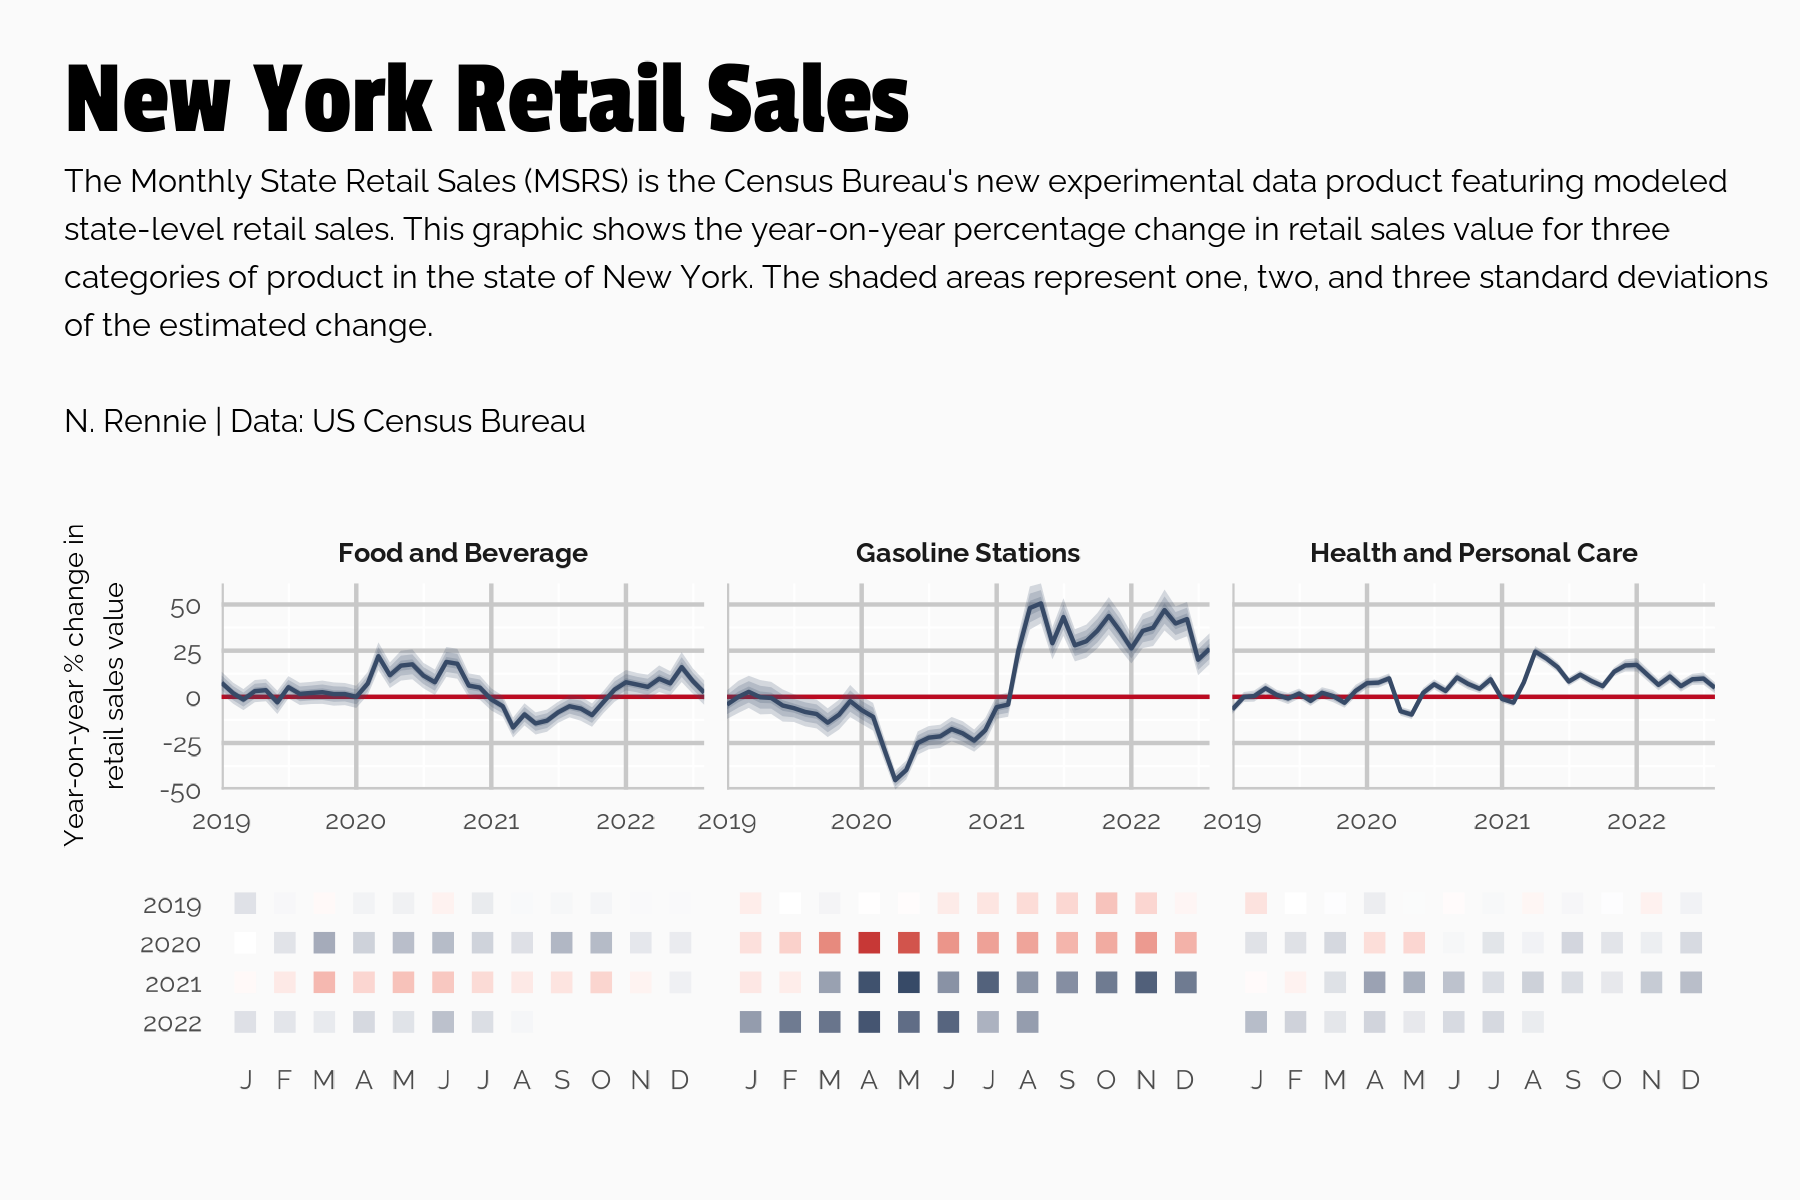 New York Retail Sales
The Monthly State Retail Sales (MSRS) is the Census Bureau's new experimental data product featuring modeled
state-level retail sales. This graphic shows the year-on-year percentage change in retail sales value for three
categories of product in the state of New York. The shaded areas represent one, two, and three standard deviations
of the estimated change.
N. Rennie | Data: US Census Bureau
Year-on-year % change in
retail sales value
Food and Beverage
Gasoline Stations
Health and Personal Care
50
25
0
-25
-50
2019 2020 2021 2022
2019 2020 2021 2022
2019 2020 2021 2022
2019
2020
2021
2022
J F M A M J J A S O N D
J F M A M J J A S O N D
J F M A M J J A S O N D